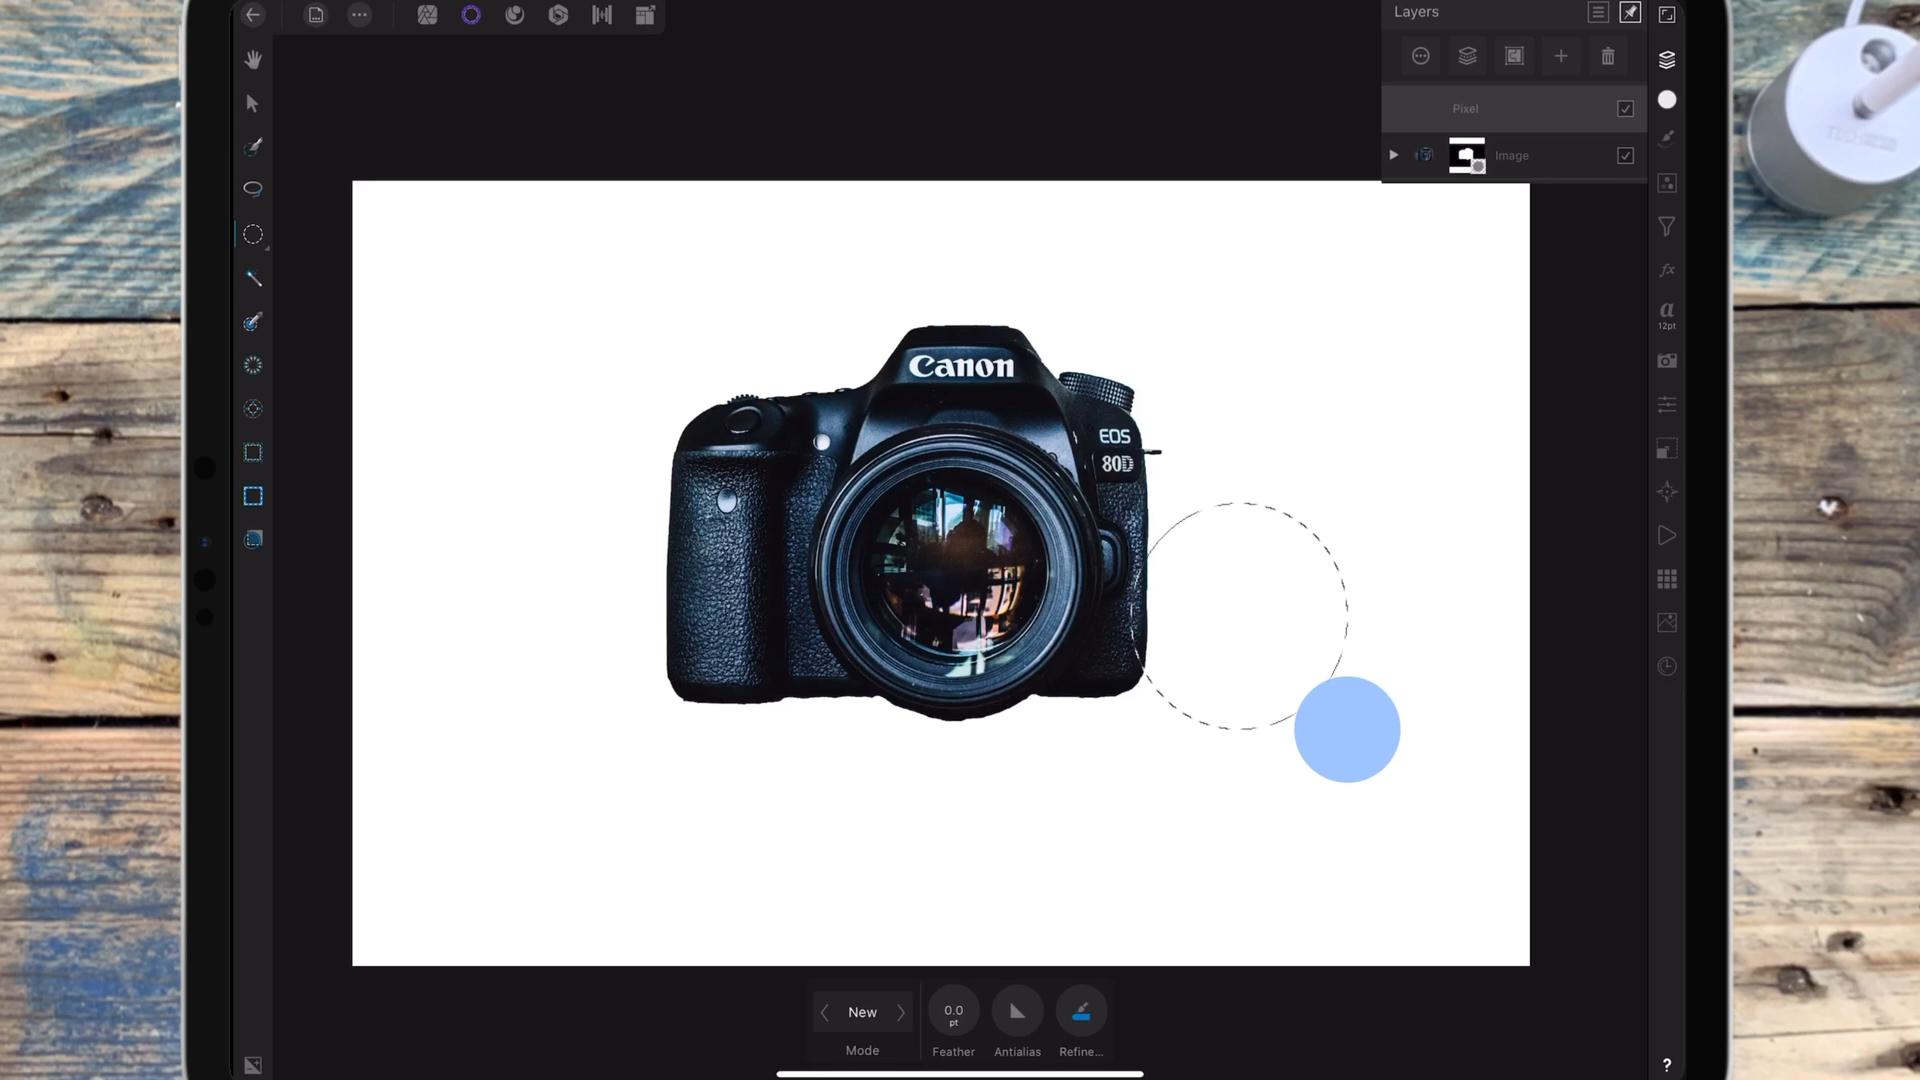 Layers
Pixel
Image
12pt
Canon
EOS
80D
New
Mode
0.0
pt
Feather
Antialias
Refine...
?